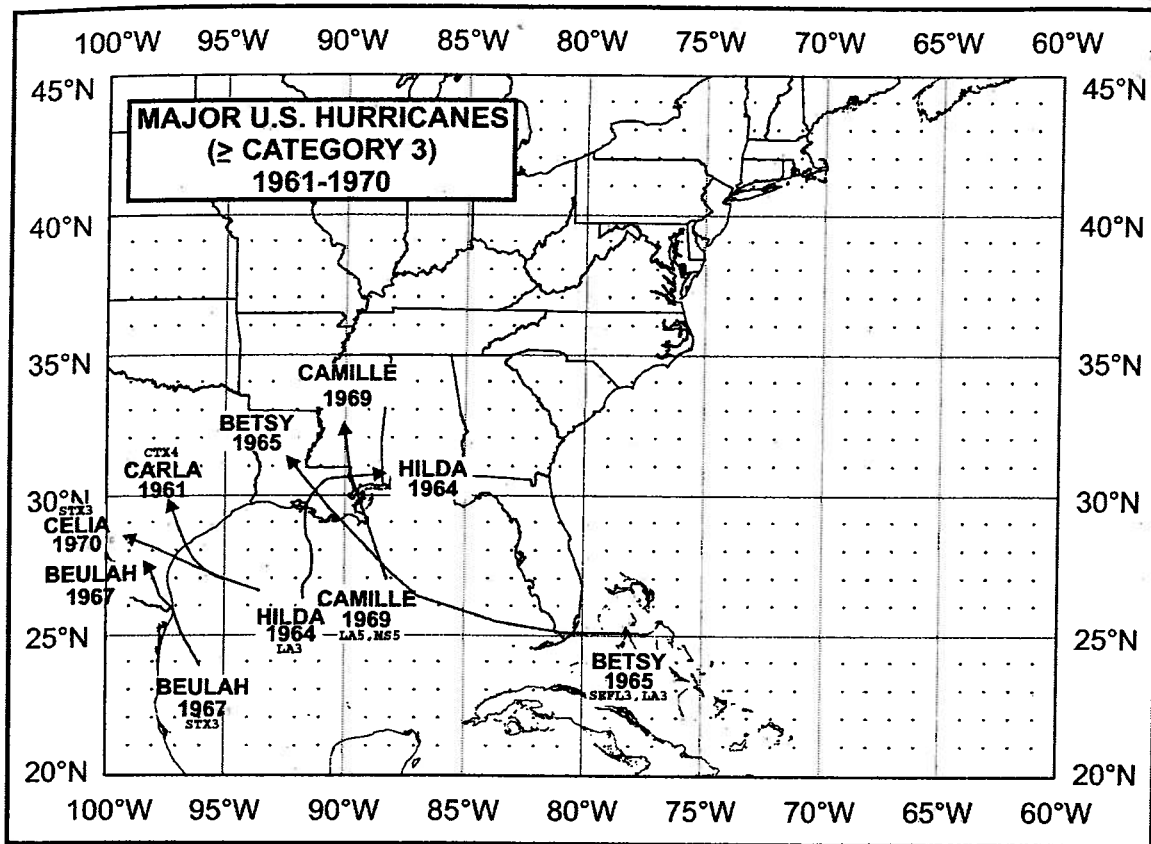 100°W 95°W 90°W 85°W 80°W 75°W 70°W 65°W 60°W
45°N 45°N
MAJOR U.S. HURRICANES
(≥ CATEGORY 3)
1961-1970
40°N 40°N
35°N 35°N
CAMILLE
1969
BETSY
1965
CTX4
CARLA
1961
HILDA
1964
30°N 30°N
STX3
CELIA
1970
BEULAH
1967
HILDA
1964
LA3
CAMILLE
1969
LA5,MS5
25°N 25°N
BETSY
1965
SEFL3,LA3
BEULAH
1967
STX3
20°N 20°N
100°W 95°W 90°W 85°W 80°W 75°W 70°W 65°W 60°W